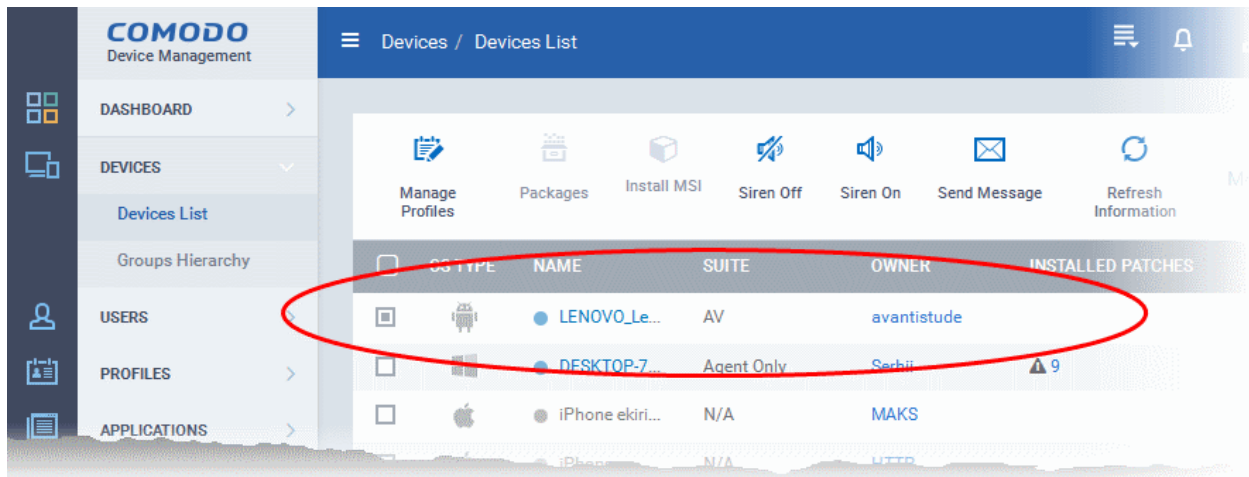 COMODO
Device Management
Devices / Devices List
DASHBOARD
DEVICES
Devices List
Groups Hierarchy
USERS
PROFILES
APPLICATIONS
Manage Profiles
Packages
Install MSI
Siren Off
Siren On
Send Message
Refresh Information
OS TYPE NAME SUITE OWNER INSTALLED PATCHES
LENOVO_Le... AV avantistude
DESKTOP-7... Agent Only Serhii 9
iPhone ekiri... N/A MAKS
N/A